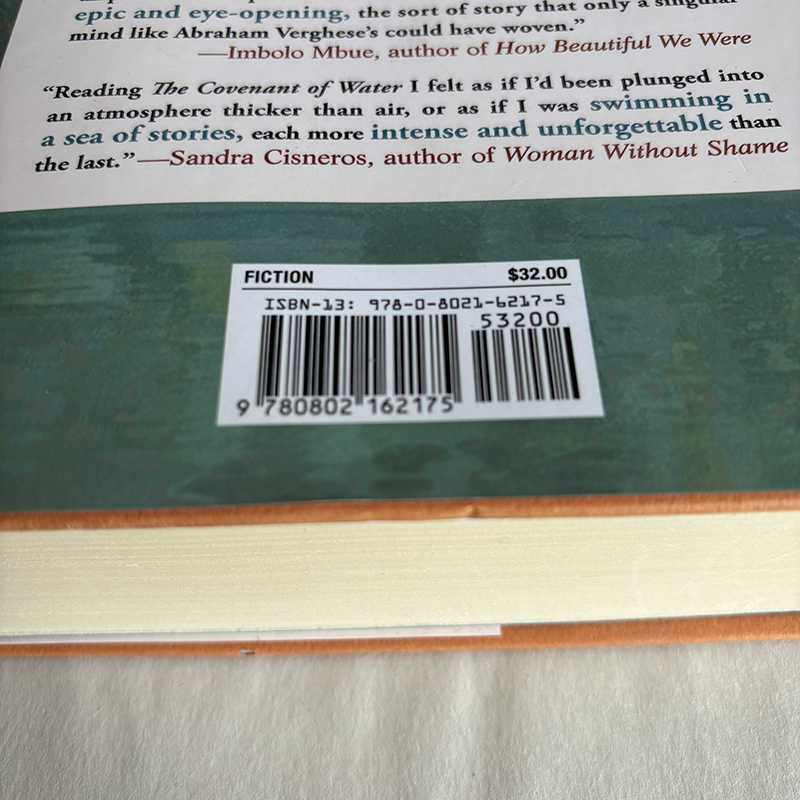 epic and eye-opening, the sort of story that only a singular
mind like Abraham Verghese's could have woven.”
—Imbolo Mbue, author of How Beautiful We Were
“Reading The Covenant of Water I felt as if I'd been plunged into
an atmosphere thicker than air, or as if I was swimming in
a sea of stories, each more intense and unforgettable than
the last.”—Sandra Cisneros, author of Woman Without Shame
FICTION $32.00
ISBN-13: 978-0-8021-6217-5
53200
9 780802 162175